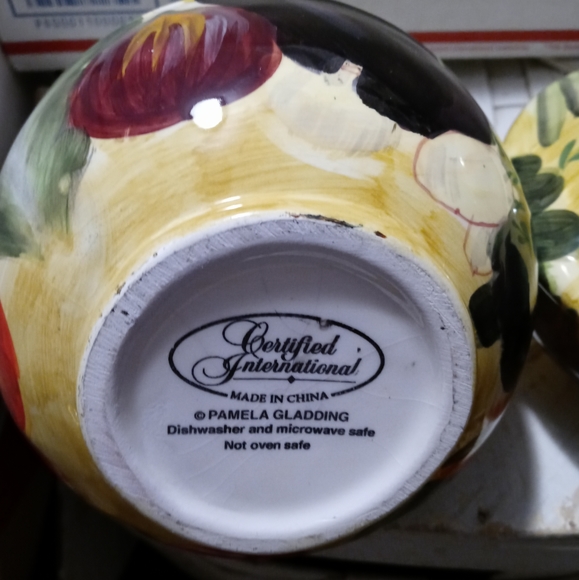 Certified
International
MADE IN CHINA
© PAMELA GLADDING
Dishwasher and microwave safe
Not oven safe